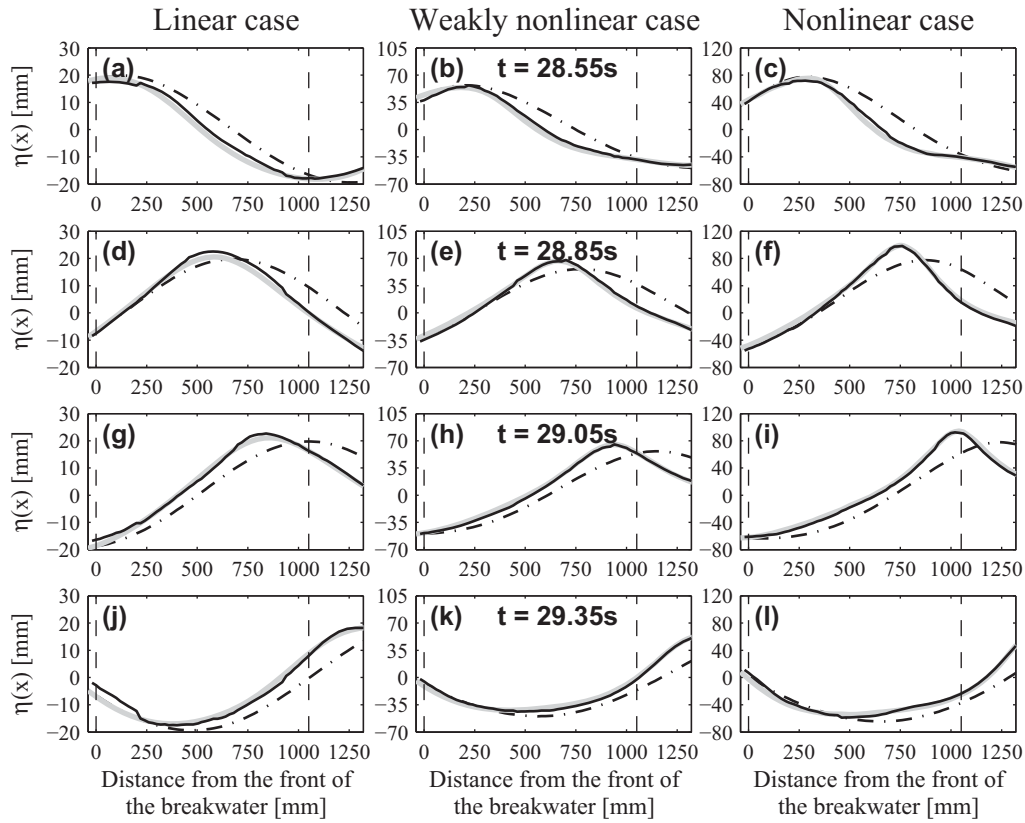 Linear case Weakly nonlinear case Nonlinear case
η(x) [mm]
30 20 10 0 −10 −20
(a)
0 250 500 750 1000 1250
105 70 35 0 −35 −70
(b) t = 28.55s
0 250 500 750 1000 1250
120 80 40 0 −40 −80
(c)
0 250 500 750 1000 1250
η(x) [mm]
30 20 10 0 −10 −20
(d)
0 250 500 750 1000 1250
105 70 35 0 −35 −70
(e) t = 28.85s
0 250 500 750 1000 1250
120 80 40 0 −40 −80
(f)
0 250 500 750 1000 1250
η(x) [mm]
30 20 10 0 −10 −20
(g)
0 250 500 750 1000 1250
105 70 35 0 −35 −70
(h) t = 29.05s
0 250 500 750 1000 1250
120 80 40 0 −40 −80
(i)
0 250 500 750 1000 1250
η(x) [mm]
30 20 10 0 −10 −20
(j)
0 250 500 750 1000 1250
Distance from the front of
the breakwater [mm]
105 70 35 0 −35 −70
(k) t = 29.35s
0 250 500 750 1000 1250
Distance from the front of
the breakwater [mm]
120 80 40 0 −40 −80
(l)
0 250 500 750 1000 1250
Distance from the front of
the breakwater [mm]